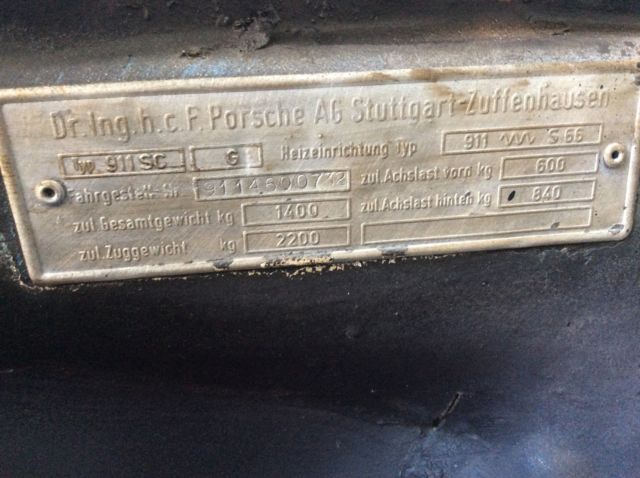 Dr. Ing. h. c. F. Porsche AG Stuttgart-Zuffenhausen
Typ 911 SC G Heizeinrichtung Typ 911 S 66
Fahrgestell-Nr zul. Achslast vorn kg 600
zul. Gesamtgewicht kg 1400 zul. Achslast hinten kg 840
zul. Zuggewicht kg 2200